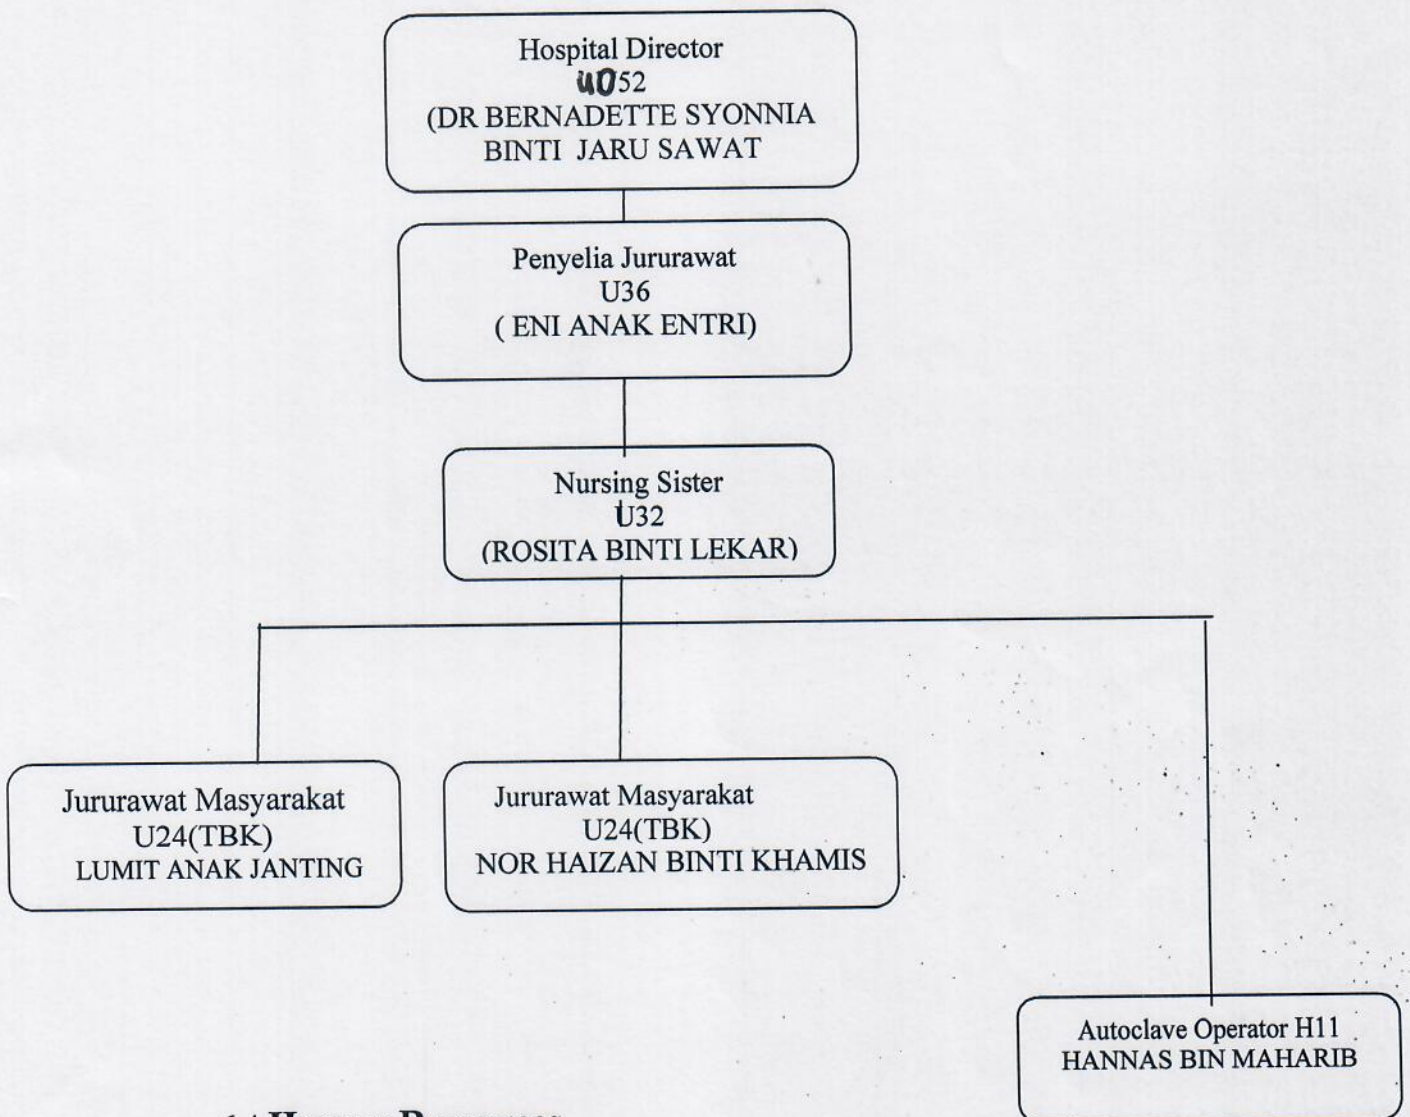 Hospital Director
UD52
(DR BERNADETTE SYONNIA
BINTI JARU SAWAT
Penyelia Jururawat
U36
( ENI ANAK ENTRI)
Nursing Sister
U32
(ROSITA BINTI LEKAR)
Jururawat Masyarakat
U24(TBK)
LUMIT ANAK JANTING
Jururawat Masyarakat
U24(TBK)
NOR HAIZAN BINTI KHAMIS
Autoclave Operator H11
HANNAS BIN MAHARIB